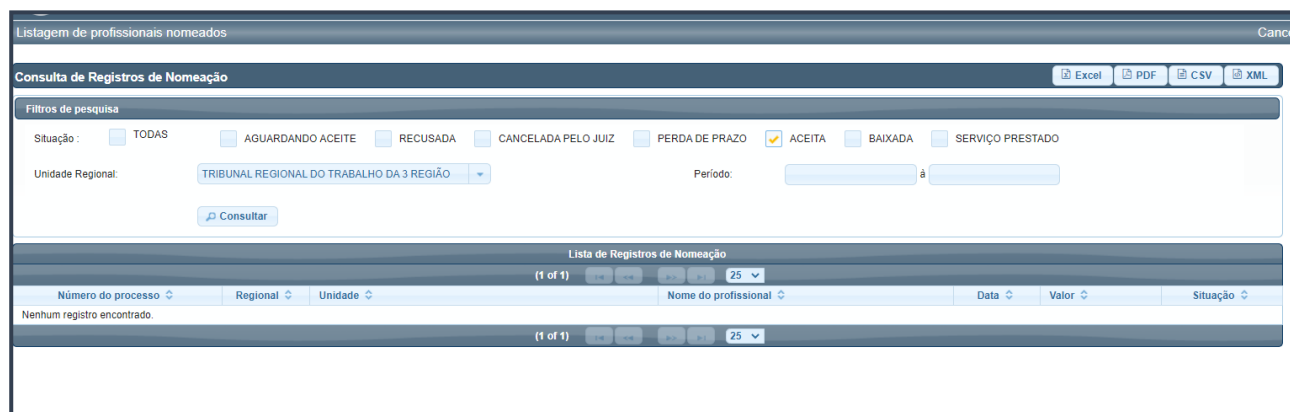 Listagem de profissionais nomeados Cance
Consulta de Registros de Nomeação Excel PDF CSV XML
Filtros de pesquisa
Situação : TODAS AGUARDANDO ACEITE RECUSADA CANCELADA PELO JUIZ PERDA DE PRAZO ACEITA BAIXADA SERVIÇO PRESTADO
Unidade Regional: TRIBUNAL REGIONAL DO TRABALHO DA 3 REGIÃO Período: á
Consultar
Lista de Registros de Nomeação
(1 of 1) 25
Número do processo Regional Unidade Nome do profissional Data Valor Situação
Nenhum registro encontrado.
(1 of 1) 25